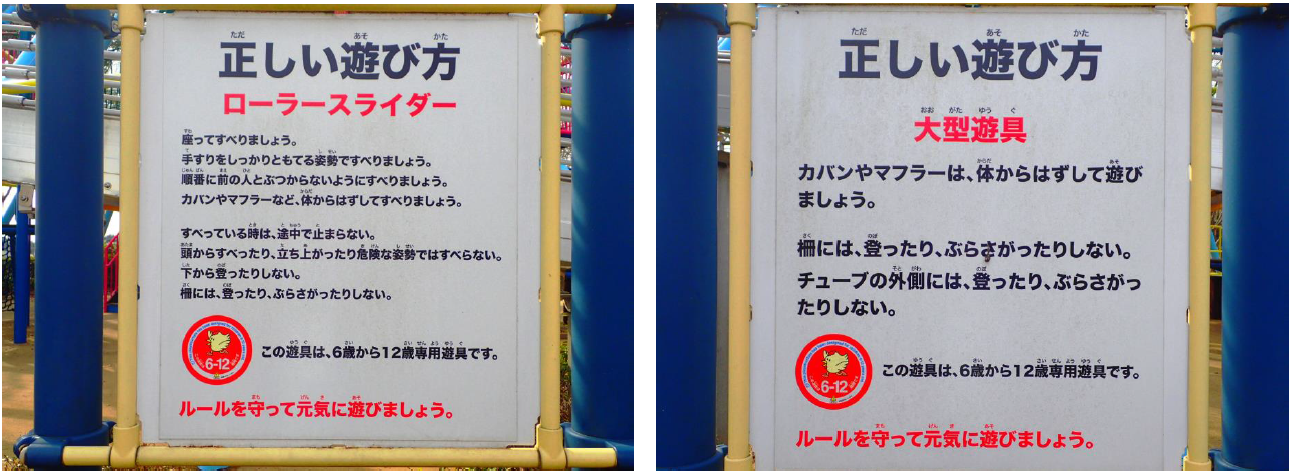 正しい遊び方
ローラースライダー
座ってすべりましょう。
手すりをしっかりともてる姿勢ですべりましょう。
順番に前の人とぶつからないようにすべりましょう。
カバンやマフラーなど、体からはずしてすべりましょう。
すべっている時は、途中で止まらない。
頭からすべったり、立ち上がったり危険な姿勢ではすべらない。
下から登ったりしない。
柵には、登ったり、ぶらさがったりしない。
6-12
この遊具は、6歳から12歳専用遊具です。
ルールを守って元気に遊びましょう。
正しい遊び方
大型遊具
カバンやマフラーは、体からはずして遊び
ましょう。
柵には、登ったり、ぶらさがったりしない。
チューブの外側には、登ったり、ぶらさがっ
たりしない。
6-12
この遊具は、6歳から12歳専用遊具です。
ルールを守って元気に遊びましょう。